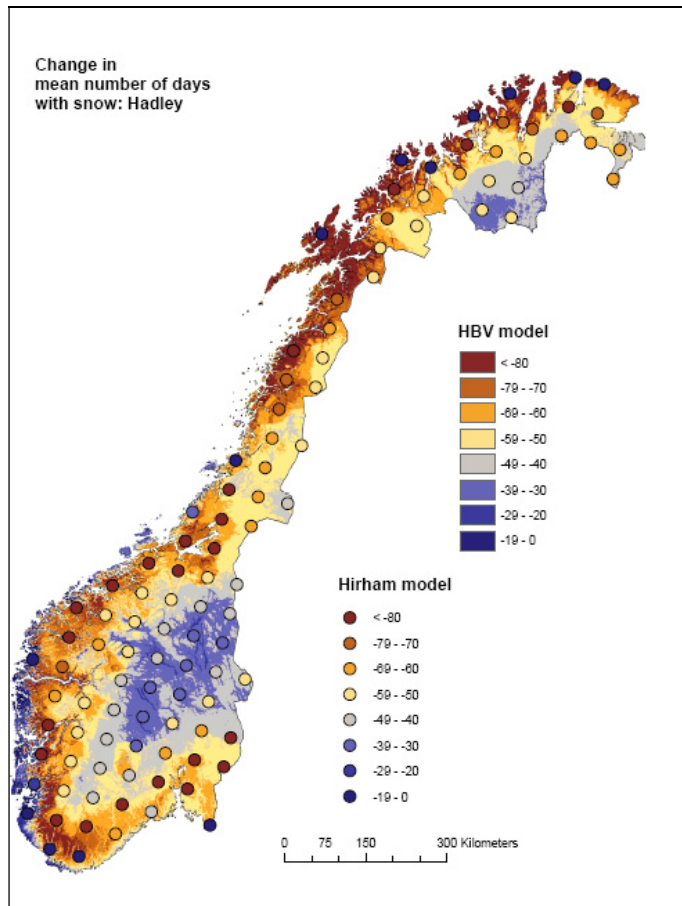 Change in
mean number of days
with snow: Hadley
HBV model
< -80
-79 - -70
-69 - -60
-59 - -50
-49 - -40
-39 - -30
-29 - -20
-19 - 0
Hirham model
< -80
-79 - -70
-69 - -60
-59 - -50
-49 - -40
-39 - -30
-29 - -20
-19 - 0
0 75 150 300 Kilometers